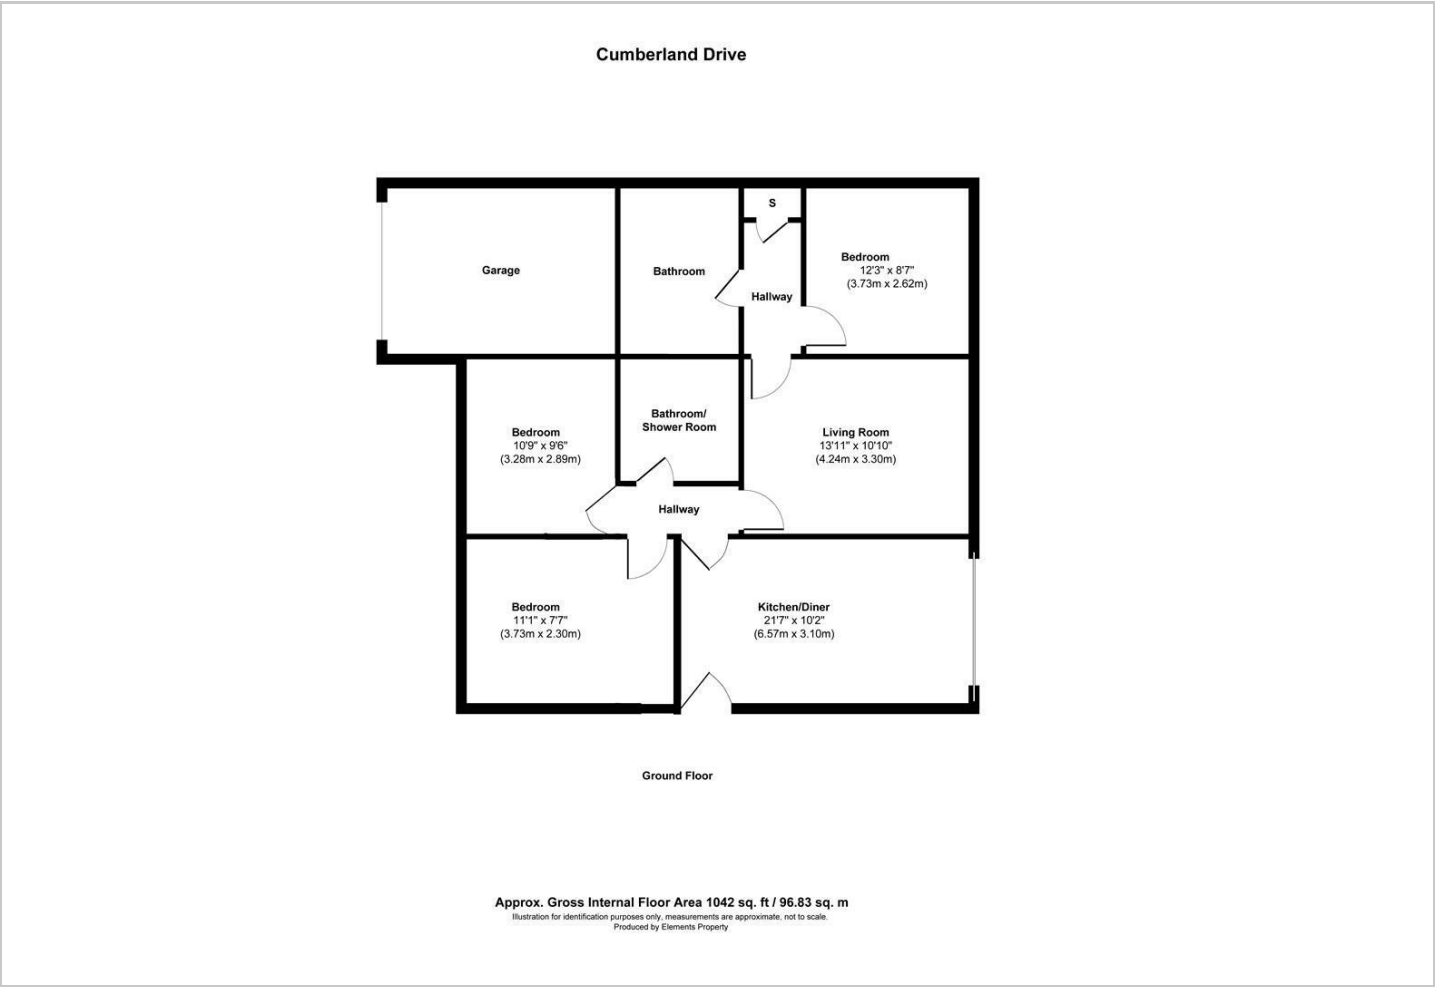 Cumberland Drive
S
Garage
Bathroom
Hallway
Bedroom
12'3" x 8'7"
(3.73m x 2.62m)
Bathroom/
Shower Room
Bedroom
10'9" x 9'6"
(3.28m x 2.89m)
Living Room
13'11" x 10'10"
(4.24m x 3.30m)
Hallway
Bedroom
11'1" x 7'7"
(3.73m x 2.30m)
Kitchen/Diner
21'7" x 10'2"
(6.57m x 3.10m)
Ground Floor
Approx. Gross Internal Floor Area 1042 sq. ft / 96.83 sq. m
Illustration for identification purposes only, measurements are approximate, not to scale.
Produced by Elements Property